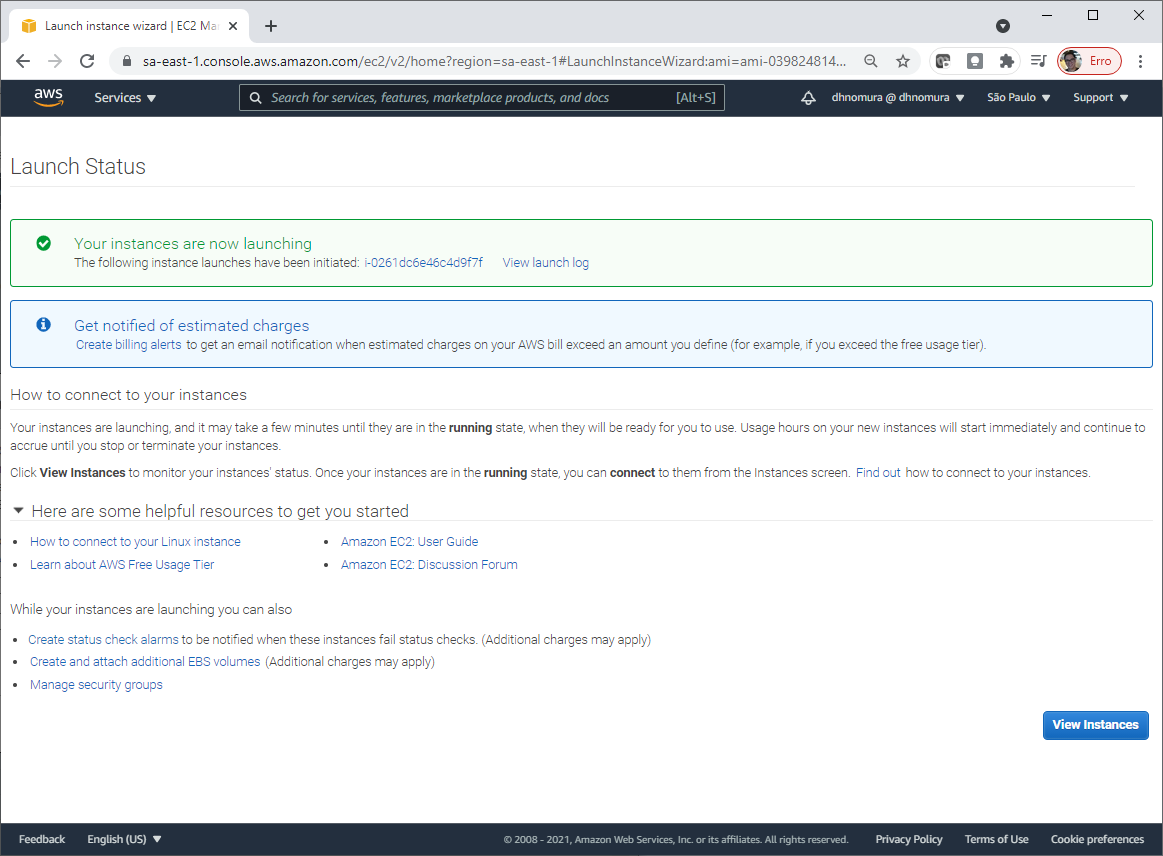 Launch instance wizard | EC2 Ma
sa-east-1.console.aws.amazon.com/ec2/v2/home?region=sa-east-1#LaunchInstanceWizard:ami=ami-039824814...
Erro
aws
Services
Search for services, features, marketplace products, and docs
[Alt+S]
dhnomura @ dhnomura
São Paulo
Support
Launch Status
Your instances are now launching
The following instance launches have been initiated: i-0261dc6e46c4d9f7f View launch log
Get notified of estimated charges
Create billing alerts to get an email notification when estimated charges on your AWS bill exceed an amount you define (for example, if you exceed the free usage tier).
How to connect to your instances
Your instances are launching, and it may take a few minutes until they are in the running state, when they will be ready for you to use. Usage hours on your new instances will start immediately and continue to
accrue until you stop or terminate your instances.
Click View Instances to monitor your instances' status. Once your instances are in the running state, you can connect to them from the Instances screen. Find out how to connect to your instances.
Here are some helpful resources to get you started
• How to connect to your Linux instance
• Learn about AWS Free Usage Tier
• Amazon EC2: User Guide
• Amazon EC2: Discussion Forum
While your instances are launching you can also
• Create status check alarms to be notified when these instances fail status checks. (Additional charges may apply)
• Create and attach additional EBS volumes (Additional charges may apply)
• Manage security groups
View Instances
Feedback
English (US)
© 2008 - 2021, Amazon Web Services, Inc. or its affiliates. All rights reserved.
Privacy Policy
Terms of Use
Cookie preferences